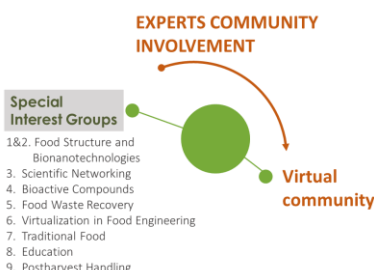 EXPERTS COMMUNITY
INVOLVEMENT
Special
Interest Groups
1&2. Food Structure and
Bionanotechnologies
3. Scientific Networking
4. Bioactive Compounds
5. Food Waste Recovery
6. Virtualization in Food Engineering
7. Traditional Food
8. Education
9. Postharvest Handling
Virtual
community